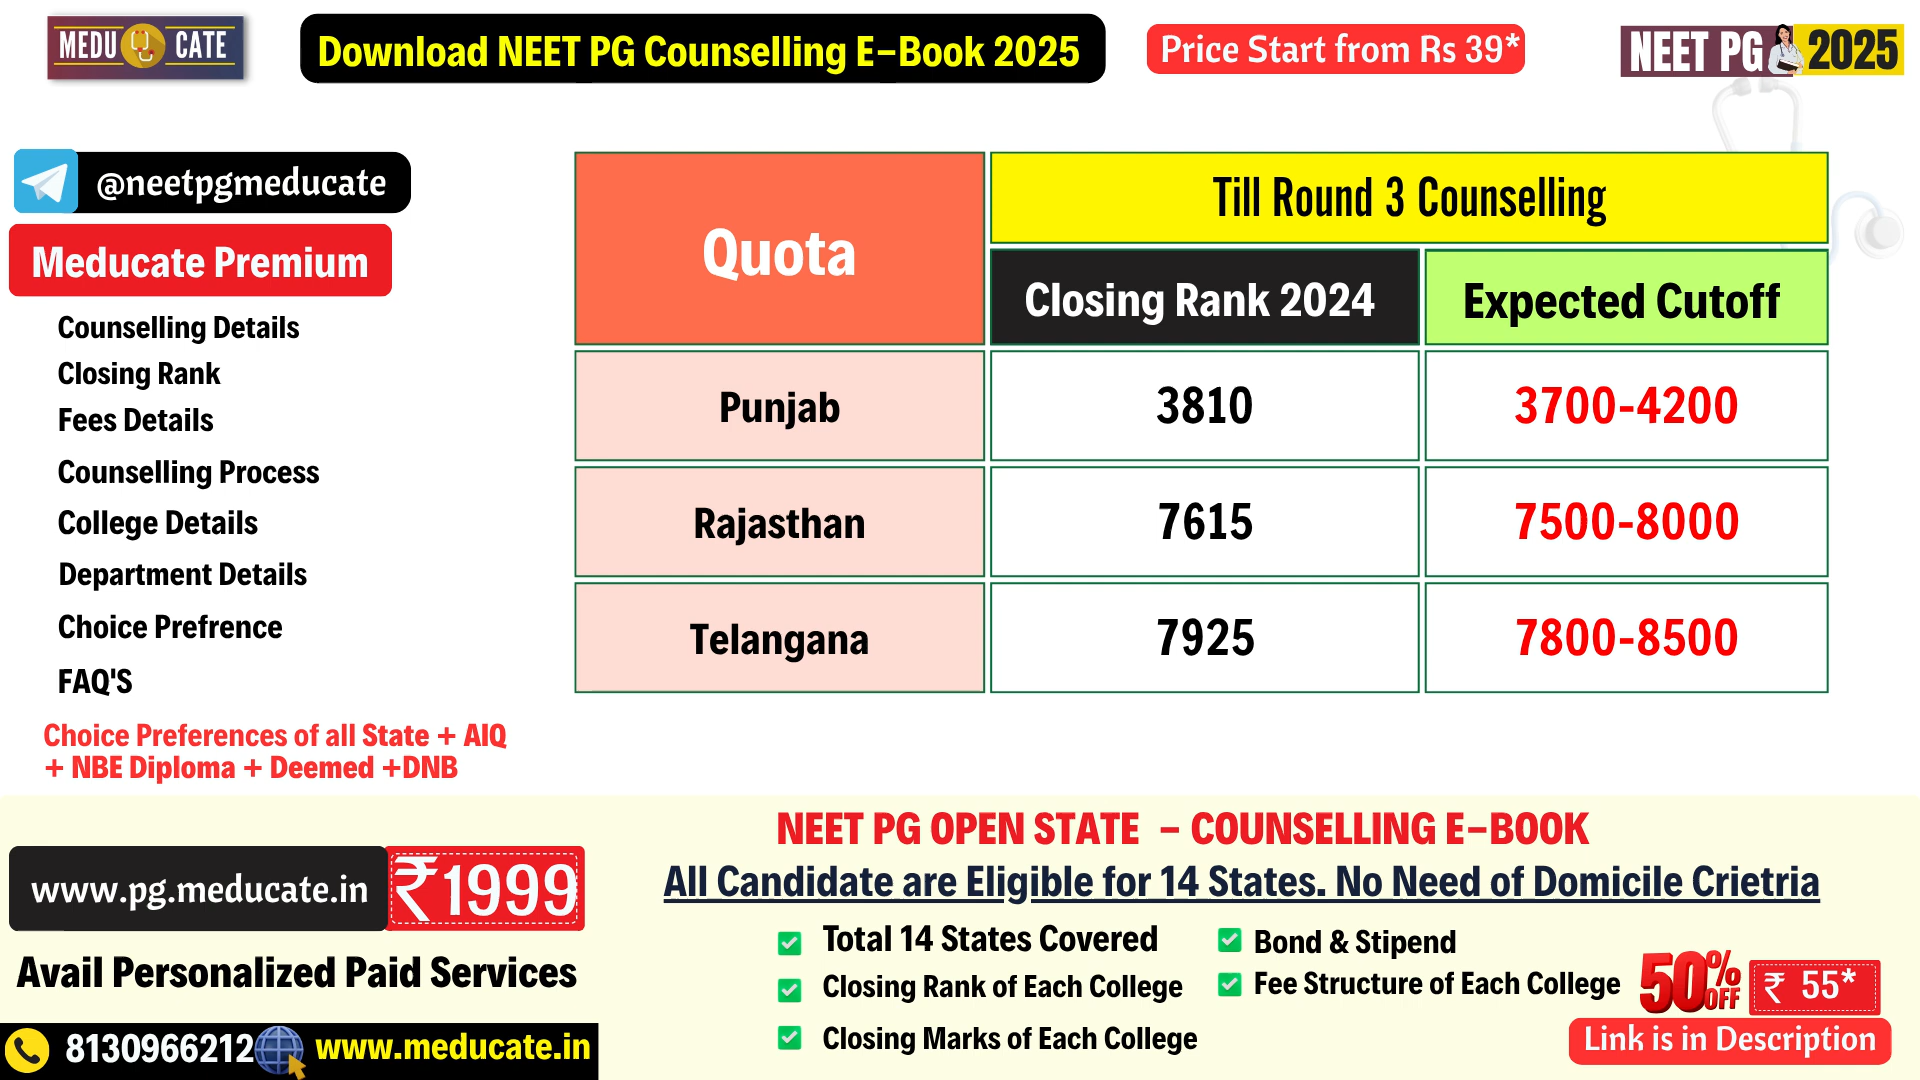 MEDU CATE
Download NEET PG Counselling E-Book 2025
Price Start from Rs 39*
NEET PG 2025
@neetpgmeducate
Meducate Premium
Counselling Details
Closing Rank
Fees Details
Counselling Process
College Details
Department Details
Choice Prefrence
FAQ'S
Choice Preferences of all State + AIQ
+ NBE Diploma + Deemed +DNB
Quota
Till Round 3 Counselling
Closing Rank 2024
Expected Cutoff
Punjab
3810
3700-4200
Rajasthan
7615
7500-8000
Telangana
7925
7800-8500
www.pg.meducate.in
₹1999
Avail Personalized Paid Services
8130966212
www.meducate.in
NEET PG OPEN STATE - COUNSELLING E-BOOK
All Candidate are Eligible for 14 States. No Need of Domicile Crietria
Total 14 States Covered
Closing Rank of Each College
Closing Marks of Each College
Bond & Stipend
Fee Structure of Each College
50% OFF
₹ 55*
Link is in Description